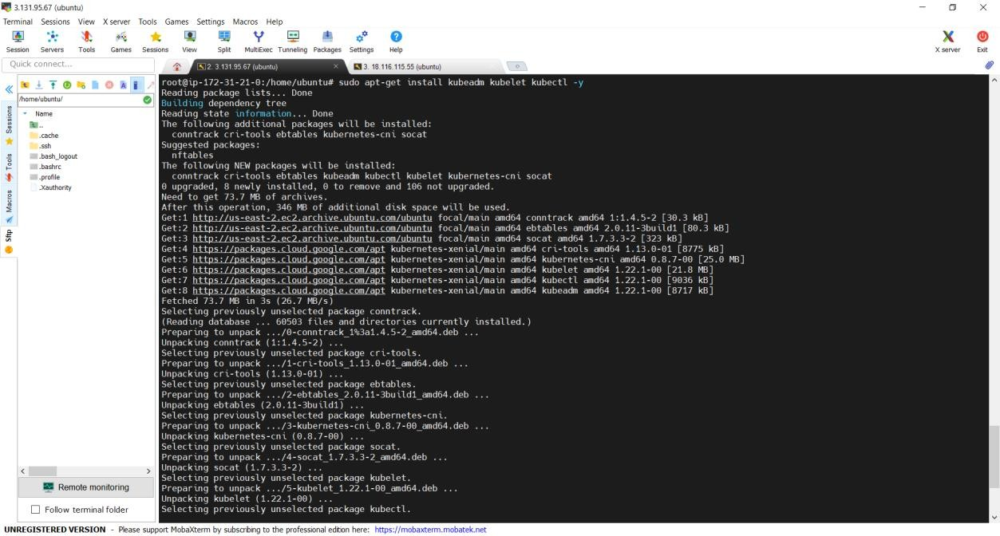 3.131.95.67 (ubuntu)
Terminal Sessions View X server Tools Games Settings Macros Help
Session Servers Tools Games Sessions View Split MultiExec Tunneling Packages Settings Help X server Exit
Quick connect...
2. 3.131.95.67 (ubuntu)
3. 18.116.115.55 (ubuntu)
/home/ubuntu/
Name
..
.cache
.ssh
.bash_logout
.bashrc
.profile
.Xauthority
Sessions
Tools
Macros
Sftp
Remote monitoring
Follow terminal folder
root@ip-172-31-21-0:/home/ubuntu# sudo apt-get install kubeadm kubelet kubectl -y
Reading package lists... Done
Building dependency tree
Reading state information... Done
The following additional packages will be installed:
conntrack cri-tools ebtables kubernetes-cni socat
Suggested packages:
nftables
The following NEW packages will be installed:
conntrack cri-tools ebtables kubeadm kubectl kubelet kubernetes-cni socat
0 upgraded, 8 newly installed, 0 to remove and 106 not upgraded.
Need to get 73.7 MB of archives.
After this operation, 346 MB of additional disk space will be used.
Get:1 http://us-east-2.ec2.archive.ubuntu.com/ubuntu focal/main amd64 conntrack amd64 1:1.4.5-2 [30.3 kB]
Get:2 http://us-east-2.ec2.archive.ubuntu.com/ubuntu focal/main amd64 ebtables amd64 2.0.11-3build1 [80.3 kB]
Get:3 http://us-east-2.ec2.archive.ubuntu.com/ubuntu focal/main amd64 socat amd64 1.7.3.3-2 [323 kB]
Get:4 https://packages.cloud.google.com/apt kubernetes-xenial/main amd64 cri-tools amd64 1.13.0-01 [8775 kB]
Get:5 https://packages.cloud.google.com/apt kubernetes-xenial/main amd64 kubernetes-cni amd64 0.8.7-00 [25.0 MB]
Get:6 https://packages.cloud.google.com/apt kubernetes-xenial/main amd64 kubelet amd64 1.22.1-00 [21.8 MB]
Get:7 https://packages.cloud.google.com/apt kubernetes-xenial/main amd64 kubectl amd64 1.22.1-00 [9036 kB]
Get:8 https://packages.cloud.google.com/apt kubernetes-xenial/main amd64 kubeadm amd64 1.22.1-00 [8717 kB]
Fetched 73.7 MB in 3s (26.7 MB/s)
Selecting previously unselected package conntrack.
(Reading database ... 60503 files and directories currently installed.)
Preparing to unpack .../0-conntrack_1%3a1.4.5-2_amd64.deb ...
Unpacking conntrack (1:1.4.5-2) ...
Selecting previously unselected package cri-tools.
Preparing to unpack .../1-cri-tools_1.13.0-01_amd64.deb ...
Unpacking cri-tools (1.13.0-01) ...
Selecting previously unselected package ebtables.
Preparing to unpack .../2-ebtables_2.0.11-3build1_amd64.deb ...
Unpacking ebtables (2.0.11-3build1) ...
Selecting previously unselected package kubernetes-cni.
Preparing to unpack .../3-kubernetes-cni_0.8.7-00_amd64.deb ...
Unpacking kubernetes-cni (0.8.7-00) ...
Selecting previously unselected package socat.
Preparing to unpack .../4-socat_1.7.3.3-2_amd64.deb ...
Unpacking socat (1.7.3.3-2) ...
Selecting previously unselected package kubelet.
Preparing to unpack .../5-kubelet_1.22.1-00_amd64.deb ...
Unpacking kubelet (1.22.1-00) ...
Selecting previously unselected package kubectl.
UNREGISTERED VERSION - Please support MobaXterm by subscribing to the professional edition here: https://mobaxterm.mobatek.net